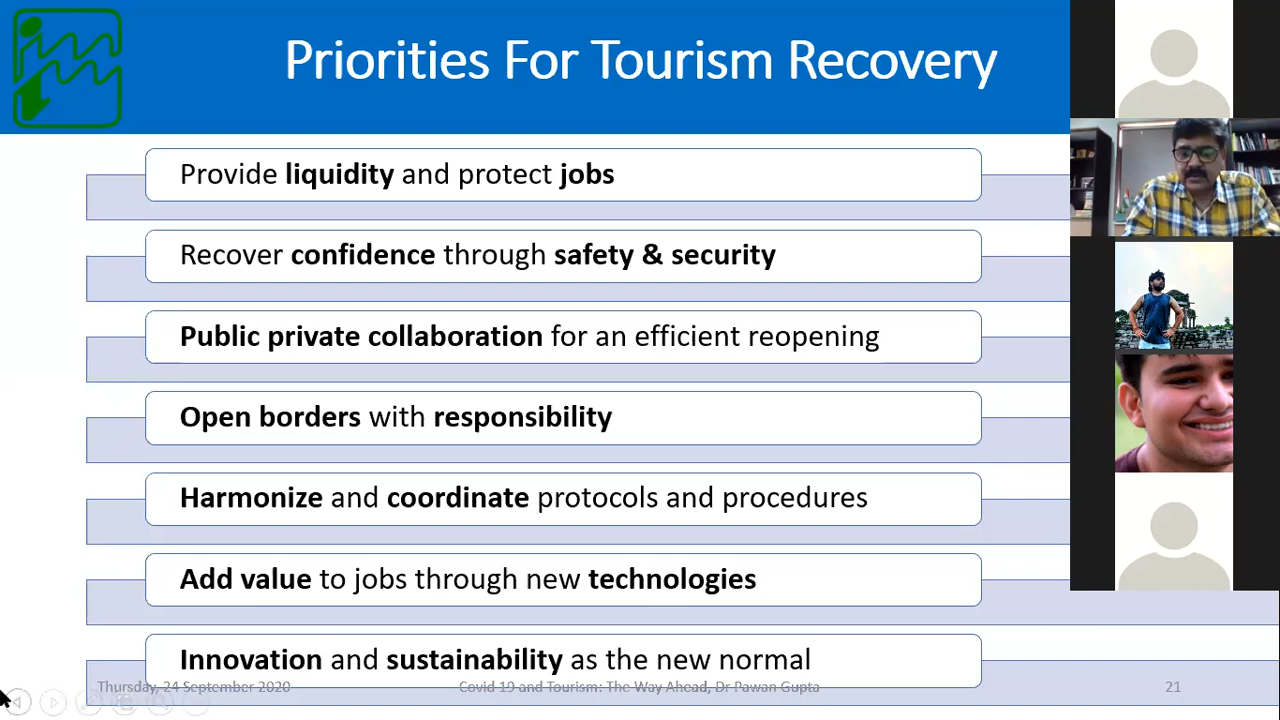 Priorities For Tourism Recovery
Provide liquidity and protect jobs
Recover confidence through safety & security
Public private collaboration for an efficient reopening
Open borders with responsibility
Harmonize and coordinate protocols and procedures
Add value to jobs through new technologies
Innovation and sustainability as the new normal
Thursday, 24 September 2020
Covid 19 and Tourism: The Way Ahead, Dr Pawan Gupta
21